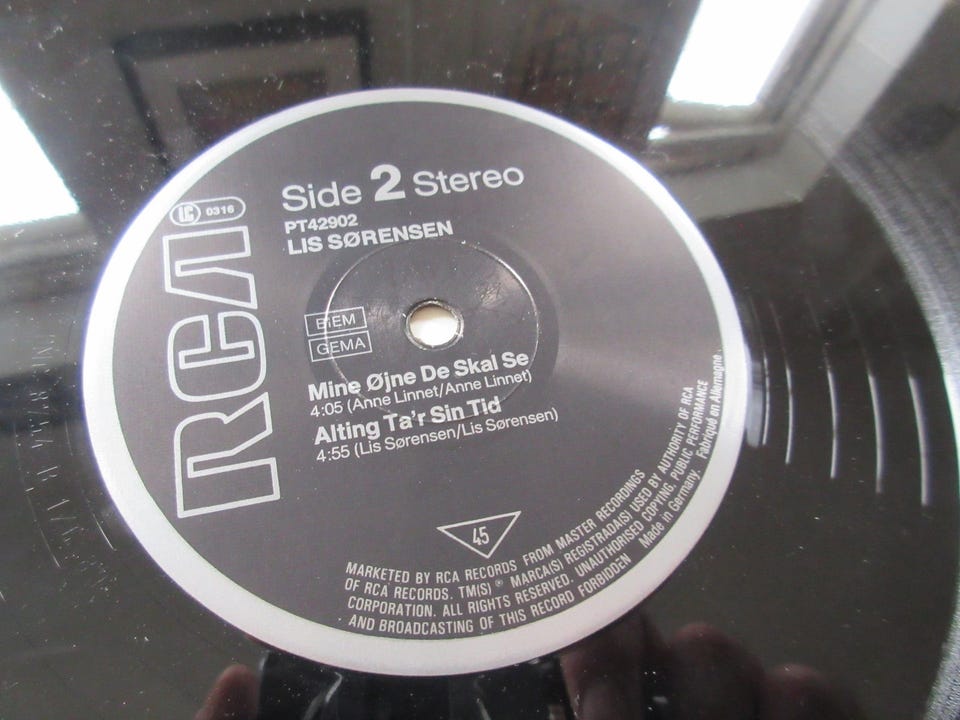 LC 0316
RCA
Side 2 Stereo
PT42902
LIS SØRENSEN
BIEM
GEMA
Mine Øjne De Skal Se
4:05 (Anne Linnet/Anne Linnet)
Alting Ta'r Sin Tid
4:55 (Lis Sørensen/Lis Sørensen)
45
MARKETED BY RCA RECORDS FROM MASTER RECORDINGS
OF RCA RECORDS. TM(S) ® MARCA(S) REGISTRADA(S) USED BY AUTHORITY OF RCA
CORPORATION. ALL RIGHTS RESERVED. UNAUTHORISED COPYING, PUBLIC PERFORMANCE
AND BROADCASTING OF THIS RECORD FORBIDDEN Made in Germany. Fabriqué en Allemagne.